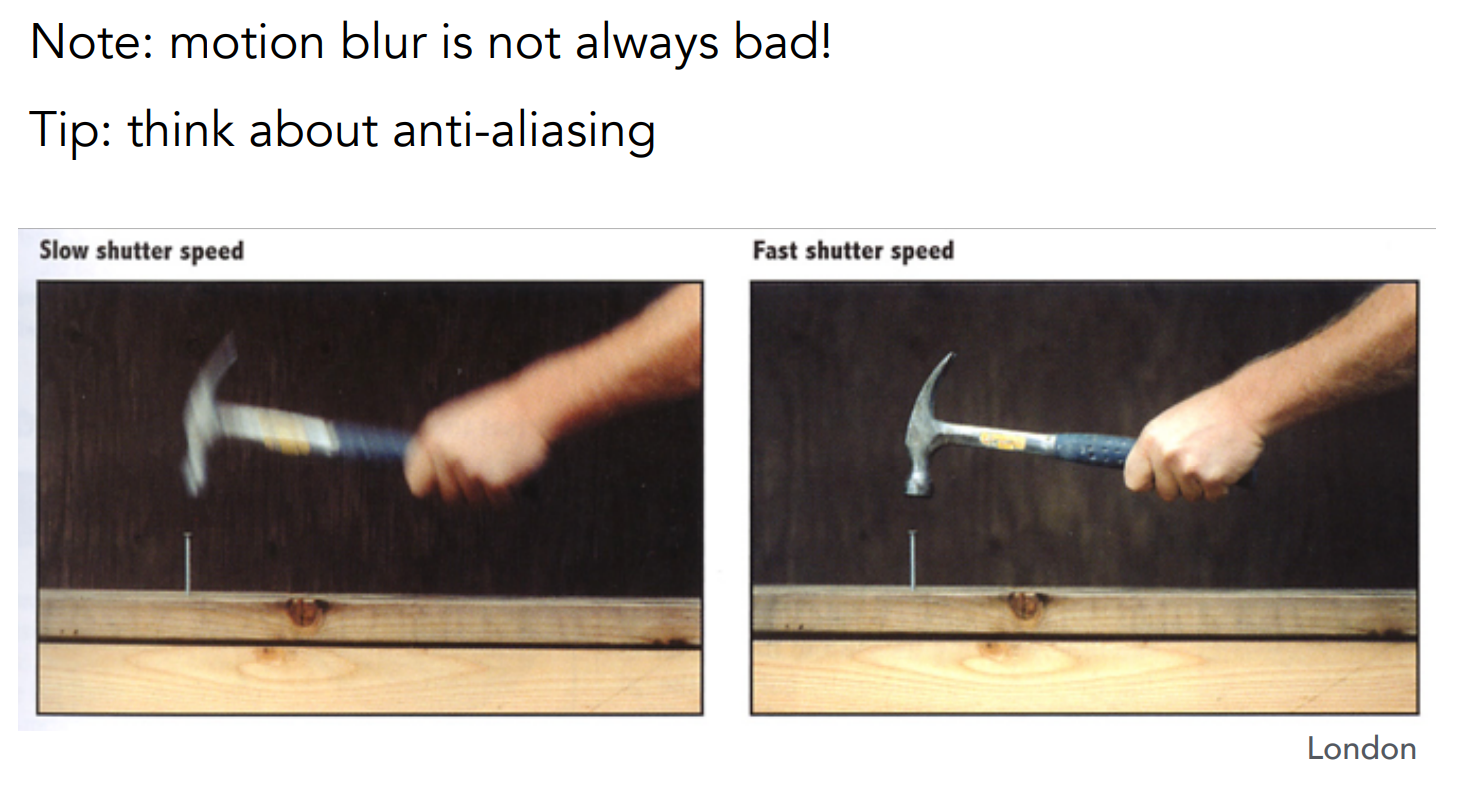 Note: motion blur is not always bad!
Tip: think about anti-aliasing
Slow shutter speed
Fast shutter speed
London